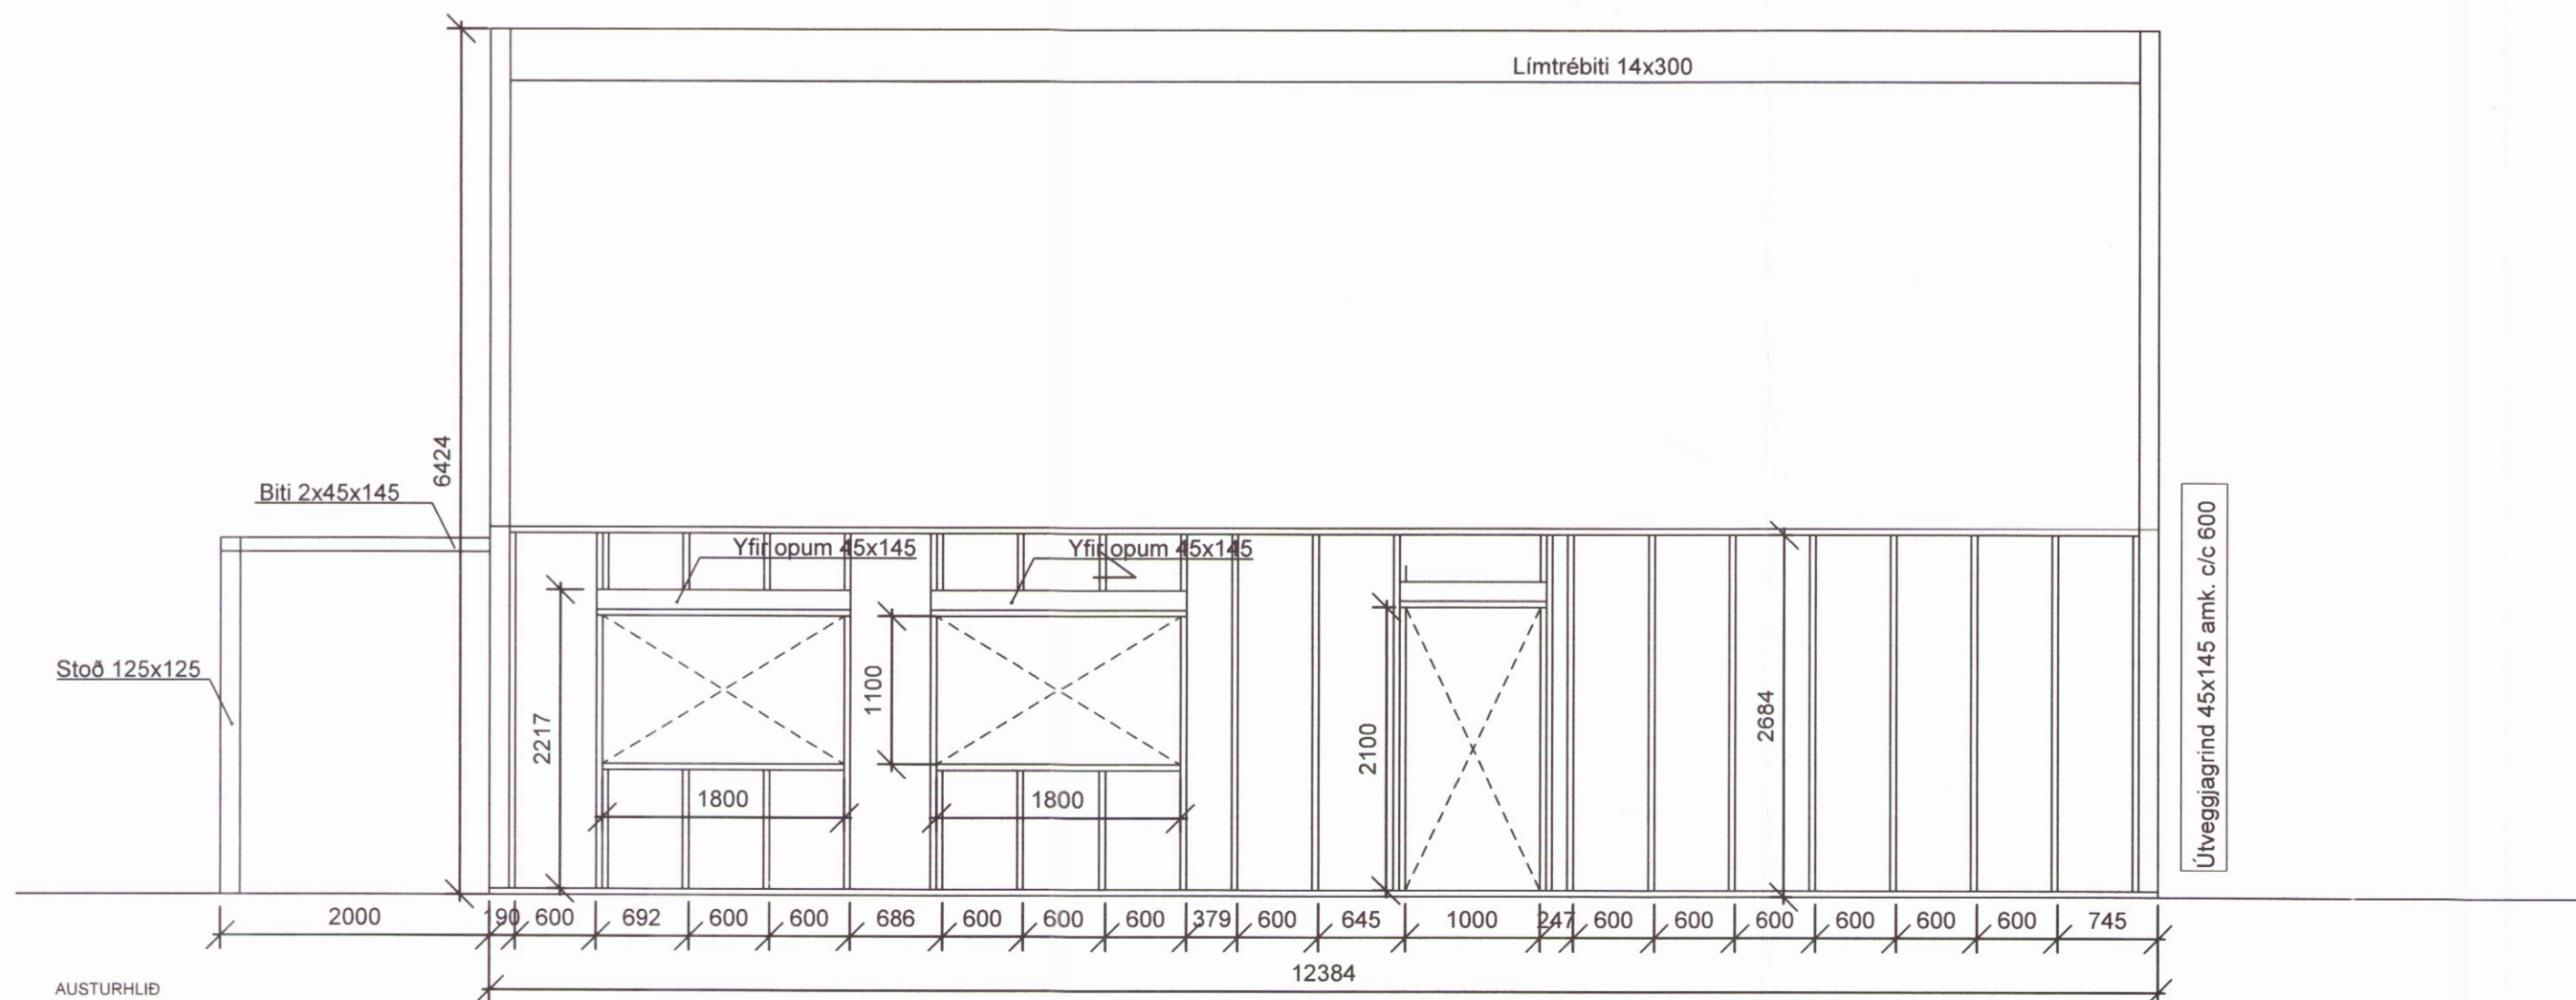 Límtrébiti 14x300
6424
Biti 2x45x145
Yfir opum 45x145
Yfir opum 45x145
Stoð 125x125
2217
1100
2100
2684
Útveggjagrind 45x145 amk. c/c 600
1800
1800
2000 190 600 692 600 600 686 600 600 600 379 600 645 1000 247 600 600 600 600 600 600 745
12384
AUSTURHLIÐ